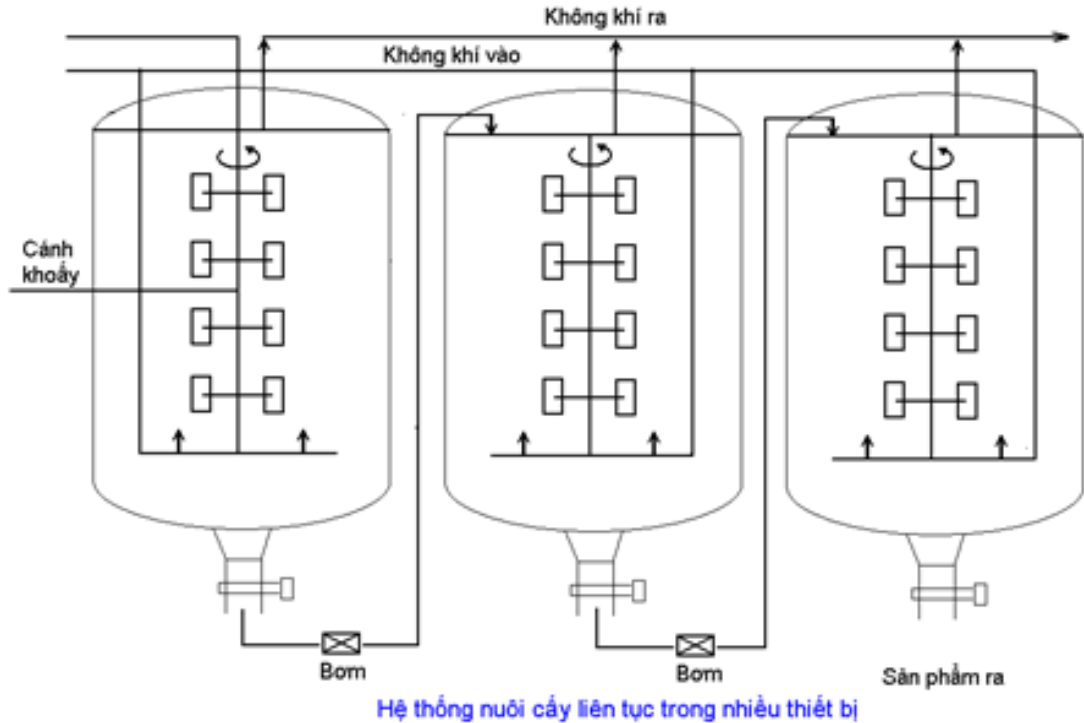 Không khí ra
Không khí vào
Cánh
khoấy
Bơm
Bơm
Sản phẩm ra
Hệ thống nuôi cấy liên tục trong nhiều thiết bị